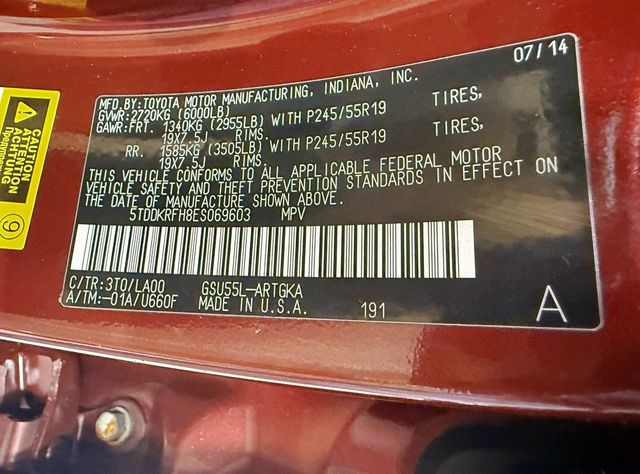 07/14
MFD.BY:TOYOTA MOTOR MANUFACTURING, INDIANA, INC.
GVWR:2720KG (6000LB)
GAWR:FRT. 1340KG (2955LB) WITH P245/55R19 TIRES,
19X7.5J RIMS.
RR. 1585KG (3505LB) WITH P245/55R19 TIRES,
19X7.5J RIMS.
THIS VEHICLE CONFORMS TO ALL APPLICABLE FEDERAL MOTOR
VEHICLE SAFETY AND THEFT PREVENTION STANDARDS IN EFFECT ON
THE DATE OF MANUFACTURE SHOWN ABOVE.
5TDDKRFH8ES069603 MPV
C/TR:3T0/LA00 GSU55L-ARTGKA
A/TM:-01A/U660F MADE IN U.S.A. 191 A
CAUTION
ATTENTION
ACHTUNG
9